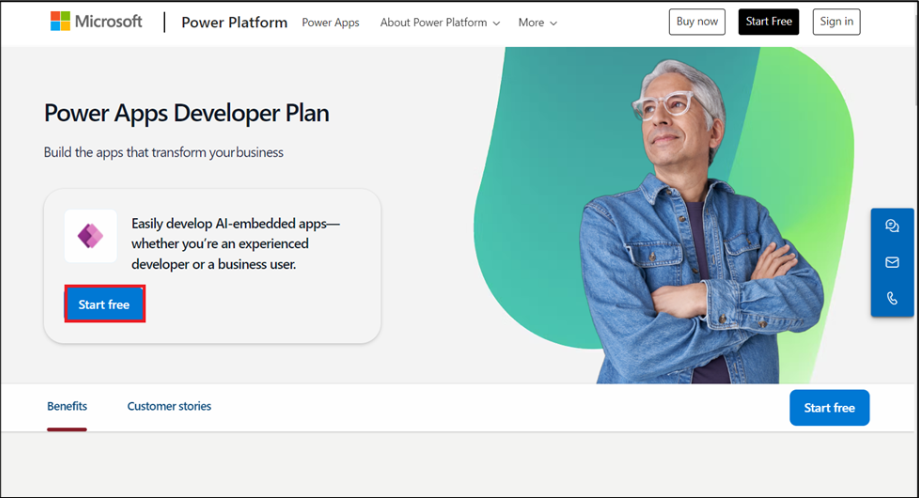 Microsoft
Power Platform
Power Apps
About Power Platform
More
Buy now
Start Free
Sign in
Power Apps Developer Plan
Build the apps that transform your business
Easily develop AI-embedded apps—
whether you're an experienced
developer or a business user.
Start free
Benefits
Customer stories
Start free